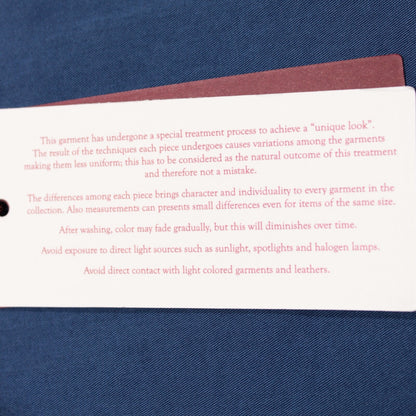 This garment has undergone a special treatment process to achieve a "unique look".
The result of the techniques each piece undergoes causes variations among the garments
making them less uniform; this has to be considered as the natural outcome of this treatment
and therefore not a mistake.
The differences among each piece brings character and individuality to every garment in the
collection. Also measurements can presents small differences even for items of the same size.
After washing, color may fade gradually, but this will diminishes over time.
Avoid exposure to direct light sources such as sunlight, spotlights and halogen lamps.
Avoid direct contact with light colored garments and leathers.